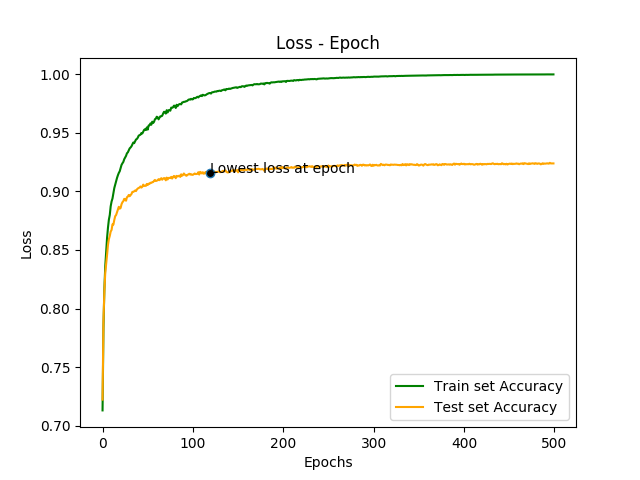 Loss - Epoch
1.00
0.95
0.90
0.85
0.80
0.75
0.70
Loss
Lowest loss at epoch
Train set Accuracy
Test set Accuracy
0 100 200 300 400 500
Epochs